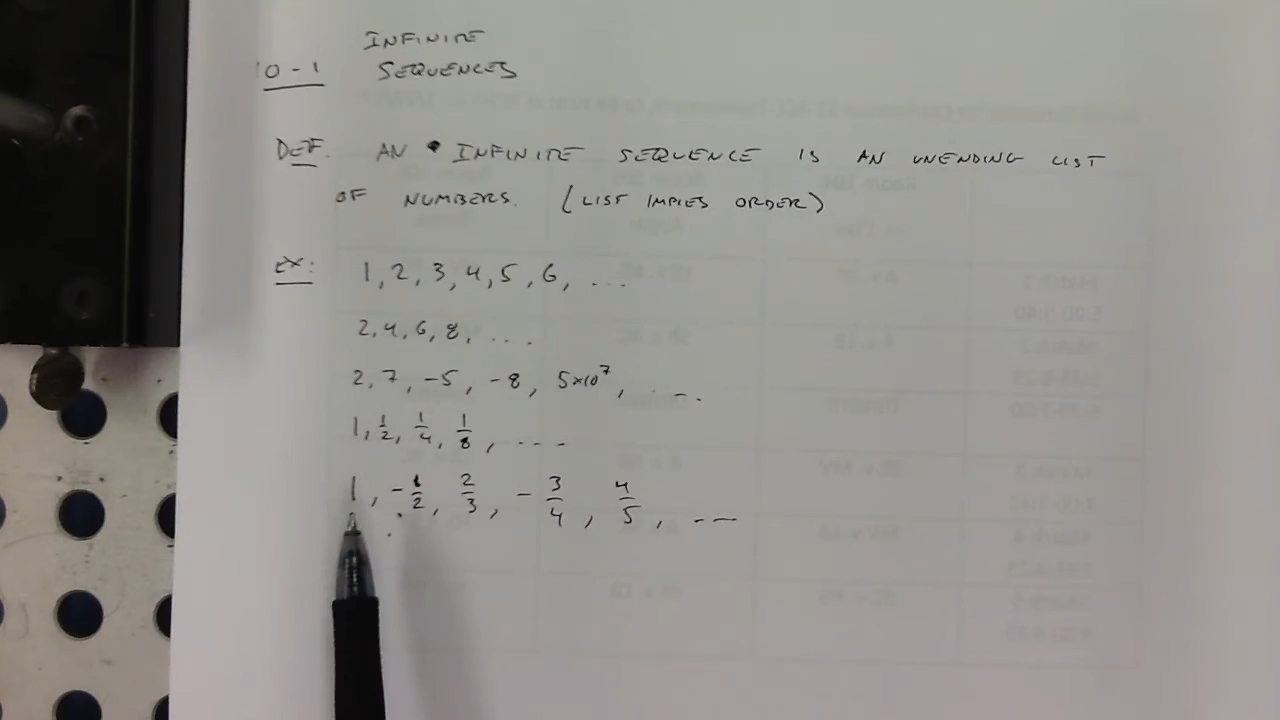 INFINITE
10-1 SEQUENCES
DEF. AN INFINITE SEQUENCE IS AN UNENDING LIST
OF NUMBERS. (LIST IMPIES ORDER)
EX: 1, 2, 3, 4, 5, 6, ...
2, 4, 6, 8, ...
2, 7, -5, -8, 5×10⁷, ...
1, 1/2, 1/4, 1/8, ...
1, -1/2, 2/3, -3/4, 4/5, ...